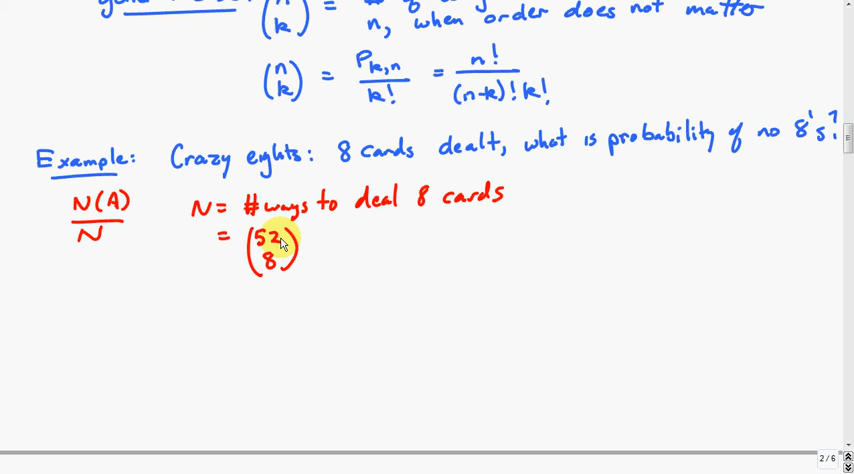 n, when order does not matter
(n k) = P k,n / k! = n! / (n-k)! k!
Example: Crazy eights: 8 cards dealt, what is probability of no 8's?
N(A) / N N = # ways to deal 8 cards
= (52 8)
2/6